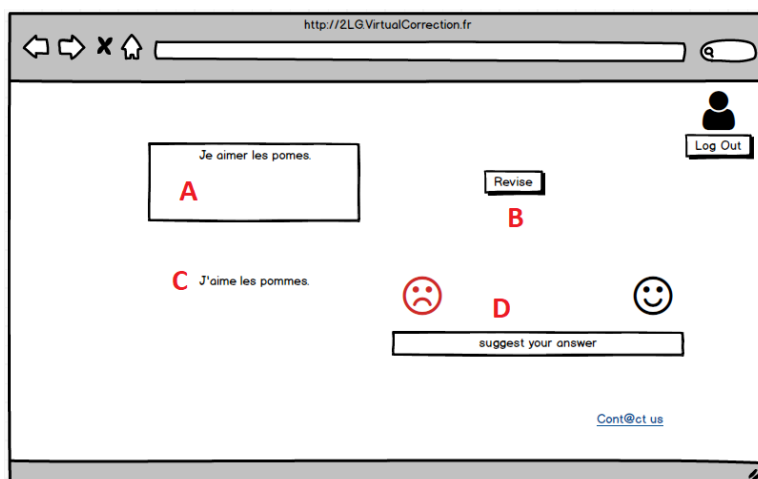 http://2LG.VirtualCorrection.fr
Log Out
Je aimer les pomes.
A
Revise
B
C J'aime les pommes.
D
suggest your answer
Cont@ct us